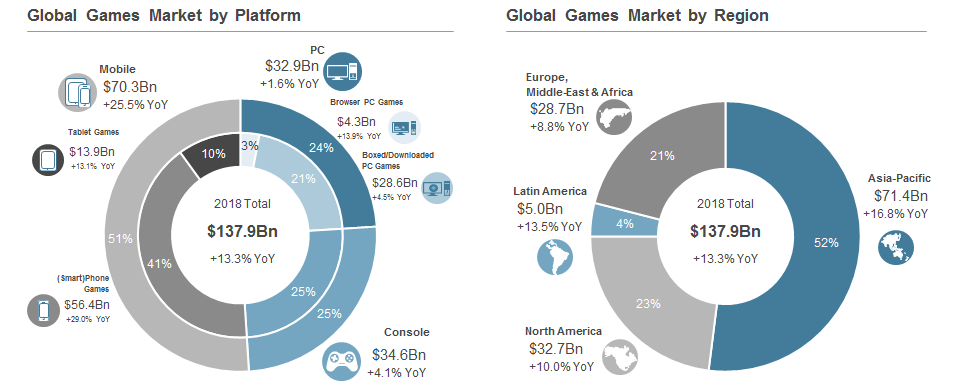 Global Games Market by Platform
PC
$32.9Bn
+1.6% YoY
Mobile
$70.3Bn
+25.5% YoY
Browser PC Games
$4.3Bn
+13.9% YoY
Tablet Games
$13.9Bn
+13.1% YoY
Boxed/Downloaded
PC Games
$28.6Bn
+4.5% YoY
10%
3%
24%
21%
2018 Total
$137.9Bn
+13.3% YoY
51%
41%
25%
25%
(Smart)Phone
Games
$56.4Bn
+29.0% YoY
Console
$34.6Bn
+4.1% YoY
Global Games Market by Region
Europe,
Middle-East & Africa
$28.7Bn
+8.8% YoY
21%
Asia-Pacific
$71.4Bn
+16.8% YoY
Latin America
$5.0Bn
+13.5% YoY
4%
2018 Total
$137.9Bn
+13.3% YoY
52%
23%
North America
$32.7Bn
+10.0% YoY